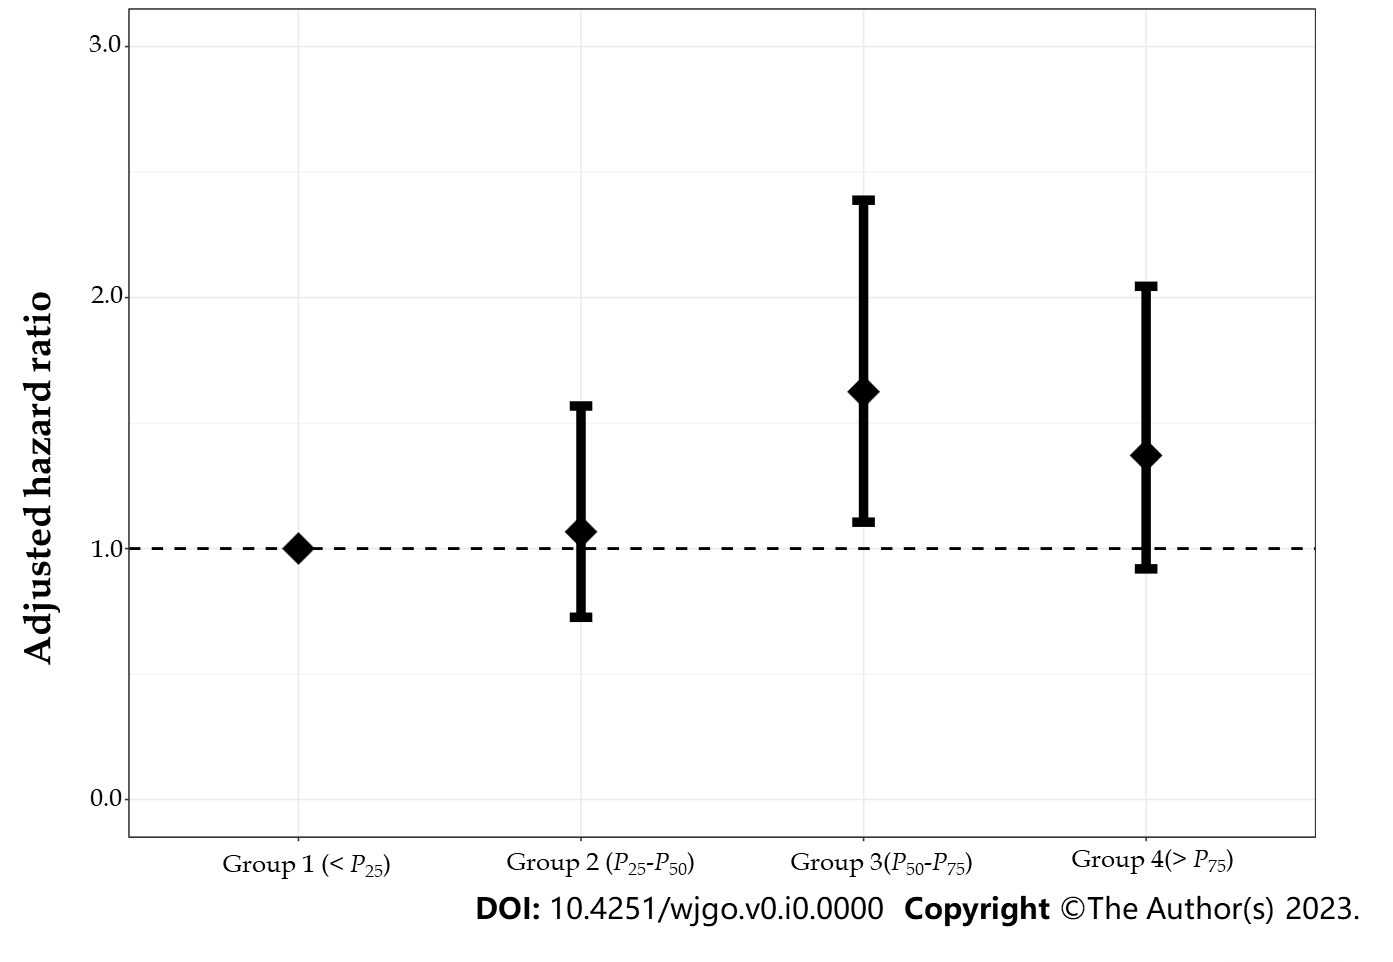 3.0
2.0
1.0
0.0
Adjusted hazard ratio
Group 1 (< P25)
Group 2 (P25-P50)
Group 3(P50-P75)
Group 4(> P75)
DOI: 10.4251/wjgo.v0.i0.0000 Copyright ©The Author(s) 2023.